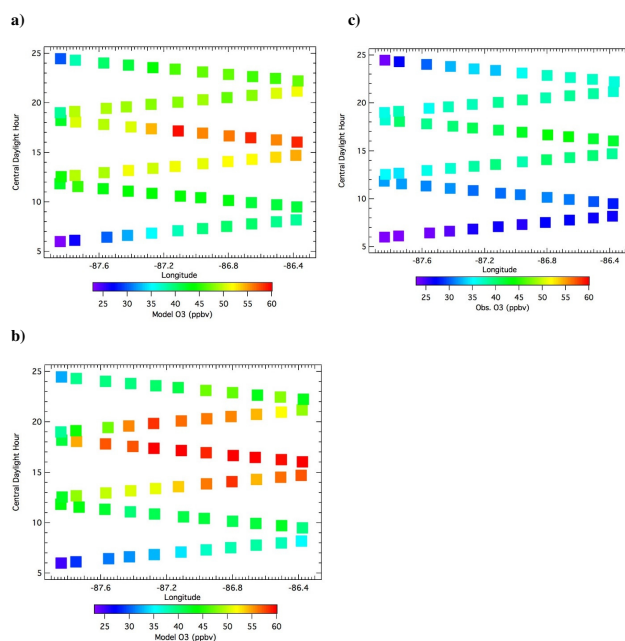 a)
25
20
15
10
5
Central Daylight Hour
-87.6 -87.2 -86.8 -86.4
Longitude
25 30 35 40 45 50 55 60
Model O3 (ppbv)
c)
25
20
15
10
5
Central Daylight Hour
-87.6 -87.2 -86.8 -86.4
Longitude
25 30 35 40 45 50 55 60
Obs. O3 (ppbv)
b)
25
20
15
10
5
Central Daylight Hour
-87.6 -87.2 -86.8 -86.4
Longitude
25 30 35 40 45 50 55 60
Model O3 (ppbv)